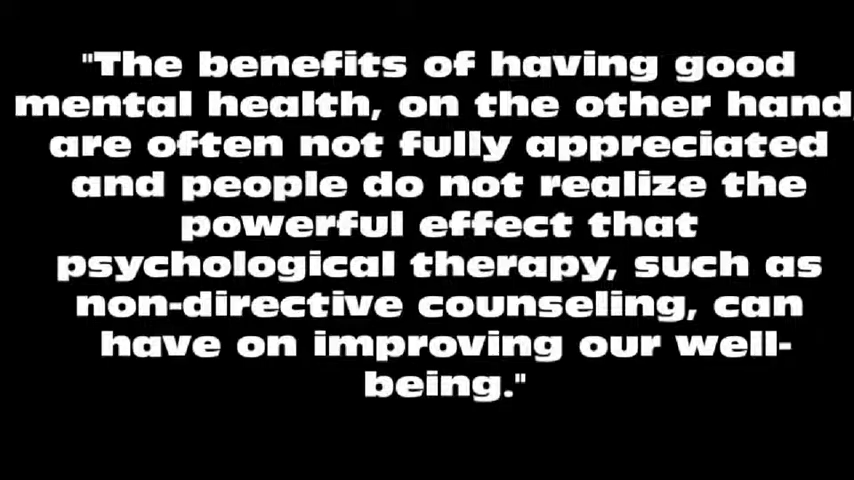 "The benefits of having good
mental health, on the other hand
are often not fully appreciated
and people do not realize the
powerful effect that
psychological therapy, such as
non-directive counseling, can
have on improving our well-
being."